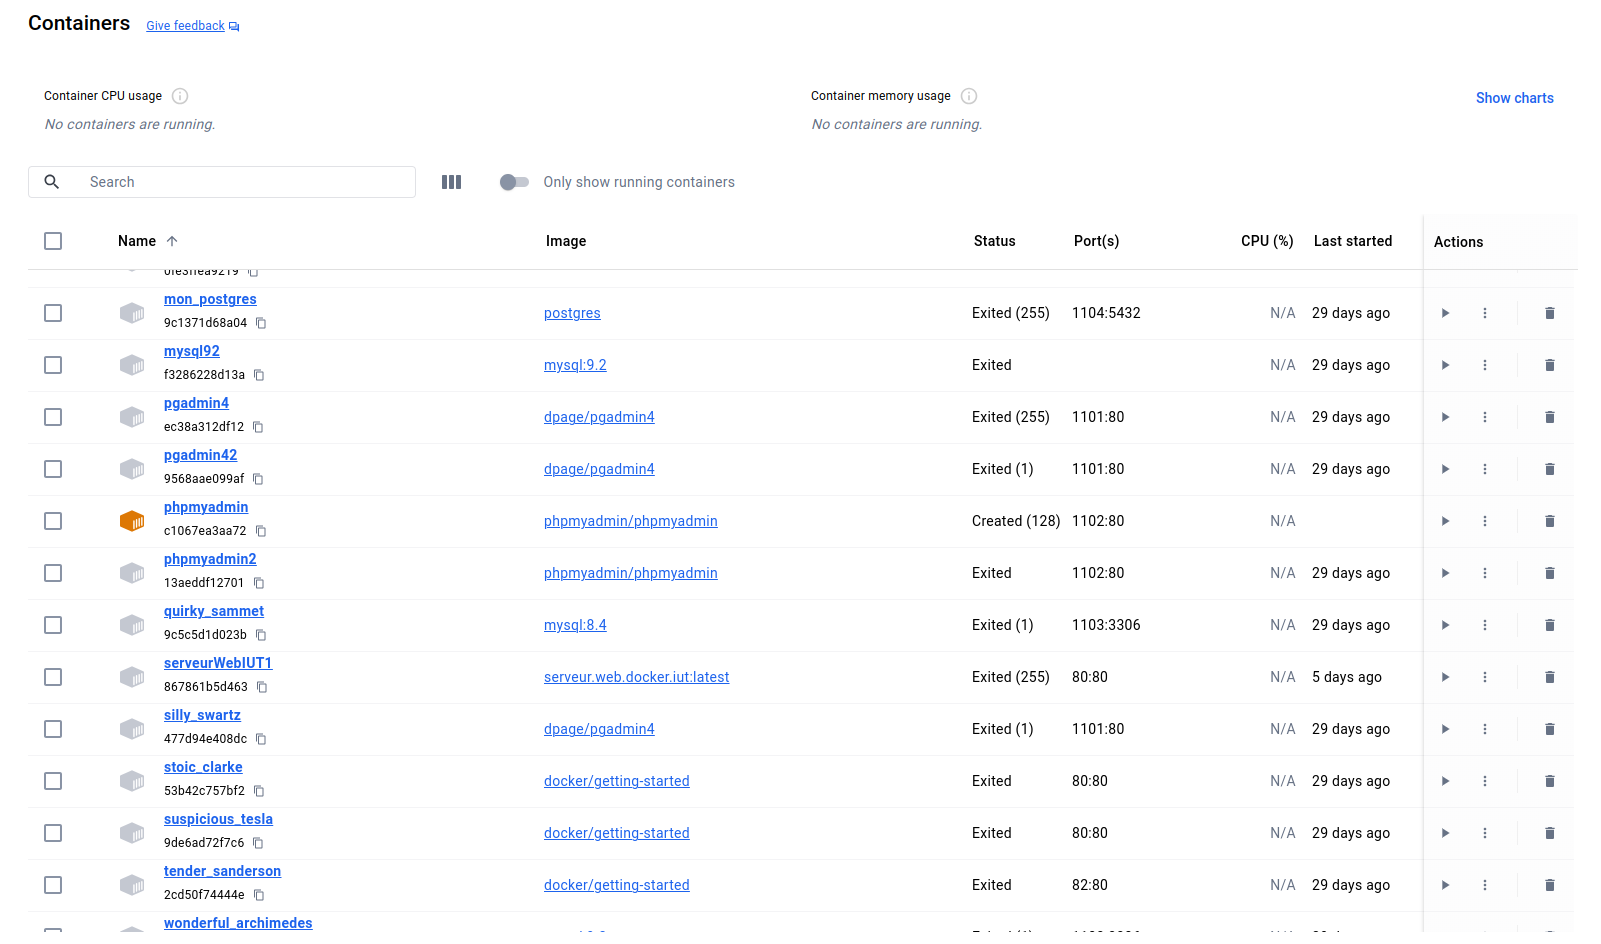 Containers Give feedback
Container CPU usage
No containers are running.
Container memory usage
No containers are running.
Show charts
Search
Only show running containers
Name Image Status Port(s) CPU (%) Last started Actions
mon_postgres
9c1371d68a04
postgres Exited (255) 1104:5432 N/A 29 days ago
mysql92
f3286228d13a
mysql:9.2 Exited N/A 29 days ago
pgadmin4
ec38a312df12
dpage/pgadmin4 Exited (255) 1101:80 N/A 29 days ago
pgadmin42
9568aae099af
dpage/pgadmin4 Exited (1) 1101:80 N/A 29 days ago
phpmyadmin
c1067ea3aa72
phpmyadmin/phpmyadmin Created (128) 1102:80 N/A
phpmyadmin2
13aeddf12701
phpmyadmin/phpmyadmin Exited 1102:80 N/A 29 days ago
quirky_sammet
9c5c5d1d023b
mysql:8.4 Exited (1) 1103:3306 N/A 29 days ago
serveurWebIUT1
867861b5d463
serveur.web.docker.iut:latest Exited (255) 80:80 N/A 5 days ago
silly_swartz
477d94e408dc
dpage/pgadmin4 Exited (1) 1101:80 N/A 29 days ago
stoic_clarke
53b42c757bf2
docker/getting-started Exited 80:80 N/A 29 days ago
suspicious_tesla
9de6ad72f7c6
docker/getting-started Exited 80:80 N/A 29 days ago
tender_sanderson
2cd50f74444e
docker/getting-started Exited 82:80 N/A 29 days ago
wonderful_archimedes